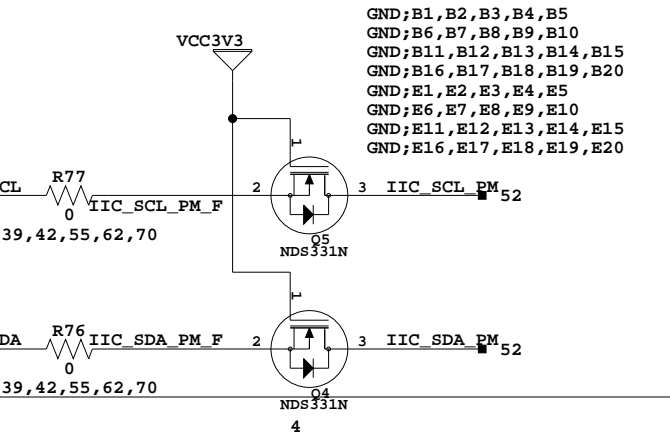 GND;B1,B2,B3,B4,B5
GND;B6,B7,B8,B9,B10
GND;B11,B12,B13,B14,B15
GND;B16,B17,B18,B19,B20
GND;E1,E2,E3,E4,E5
GND;E6,E7,E8,E9,E10
GND;E11,E12,E13,E14,E15
GND;E16,E17,E18,E19,E20
VCC3V3
1
CL
R77
0
IIC_SCL_PM_F
2
3
IIC_SCL_PM
52
39,42,55,62,70
Q5
NDS331N
1
DA
R76
0
IIC_SDA_PM_F
2
3
IIC_SDA_PM
52
39,42,55,62,70
Q4
NDS331N
4